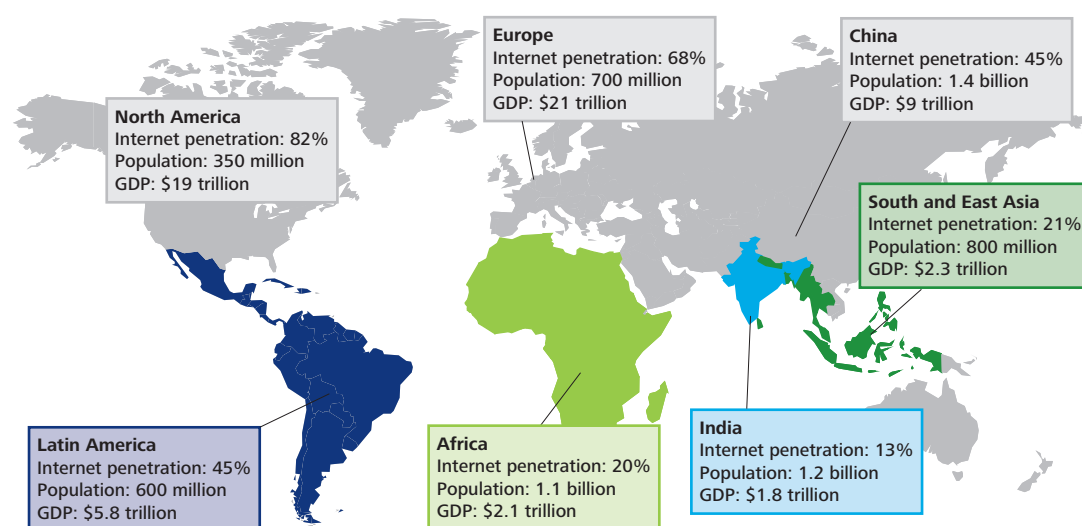 Europe
Internet penetration: 68%
Population: 700 million
GDP: $21 trillion
China
Internet penetration: 45%
Population: 1.4 billion
GDP: $9 trillion
North America
Internet penetration: 82%
Population: 350 million
GDP: $19 trillion
South and East Asia
Internet penetration: 21%
Population: 800 million
GDP: $2.3 trillion
Latin America
Internet penetration: 45%
Population: 600 million
GDP: $5.8 trillion
Africa
Internet penetration: 20%
Population: 1.1 billion
GDP: $2.1 trillion
India
Internet penetration: 13%
Population: 1.2 billion
GDP: $1.8 trillion